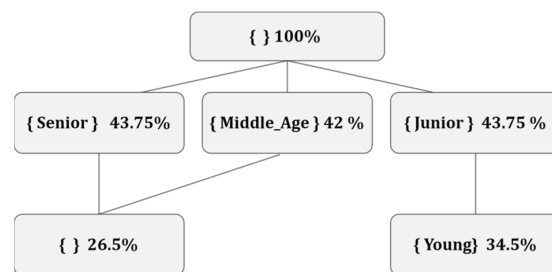 { } 100%
{ Senior } 43.75%
{ Middle_Age } 42 %
{ Junior } 43.75 %
{ } 26.5%
{ Young} 34.5%